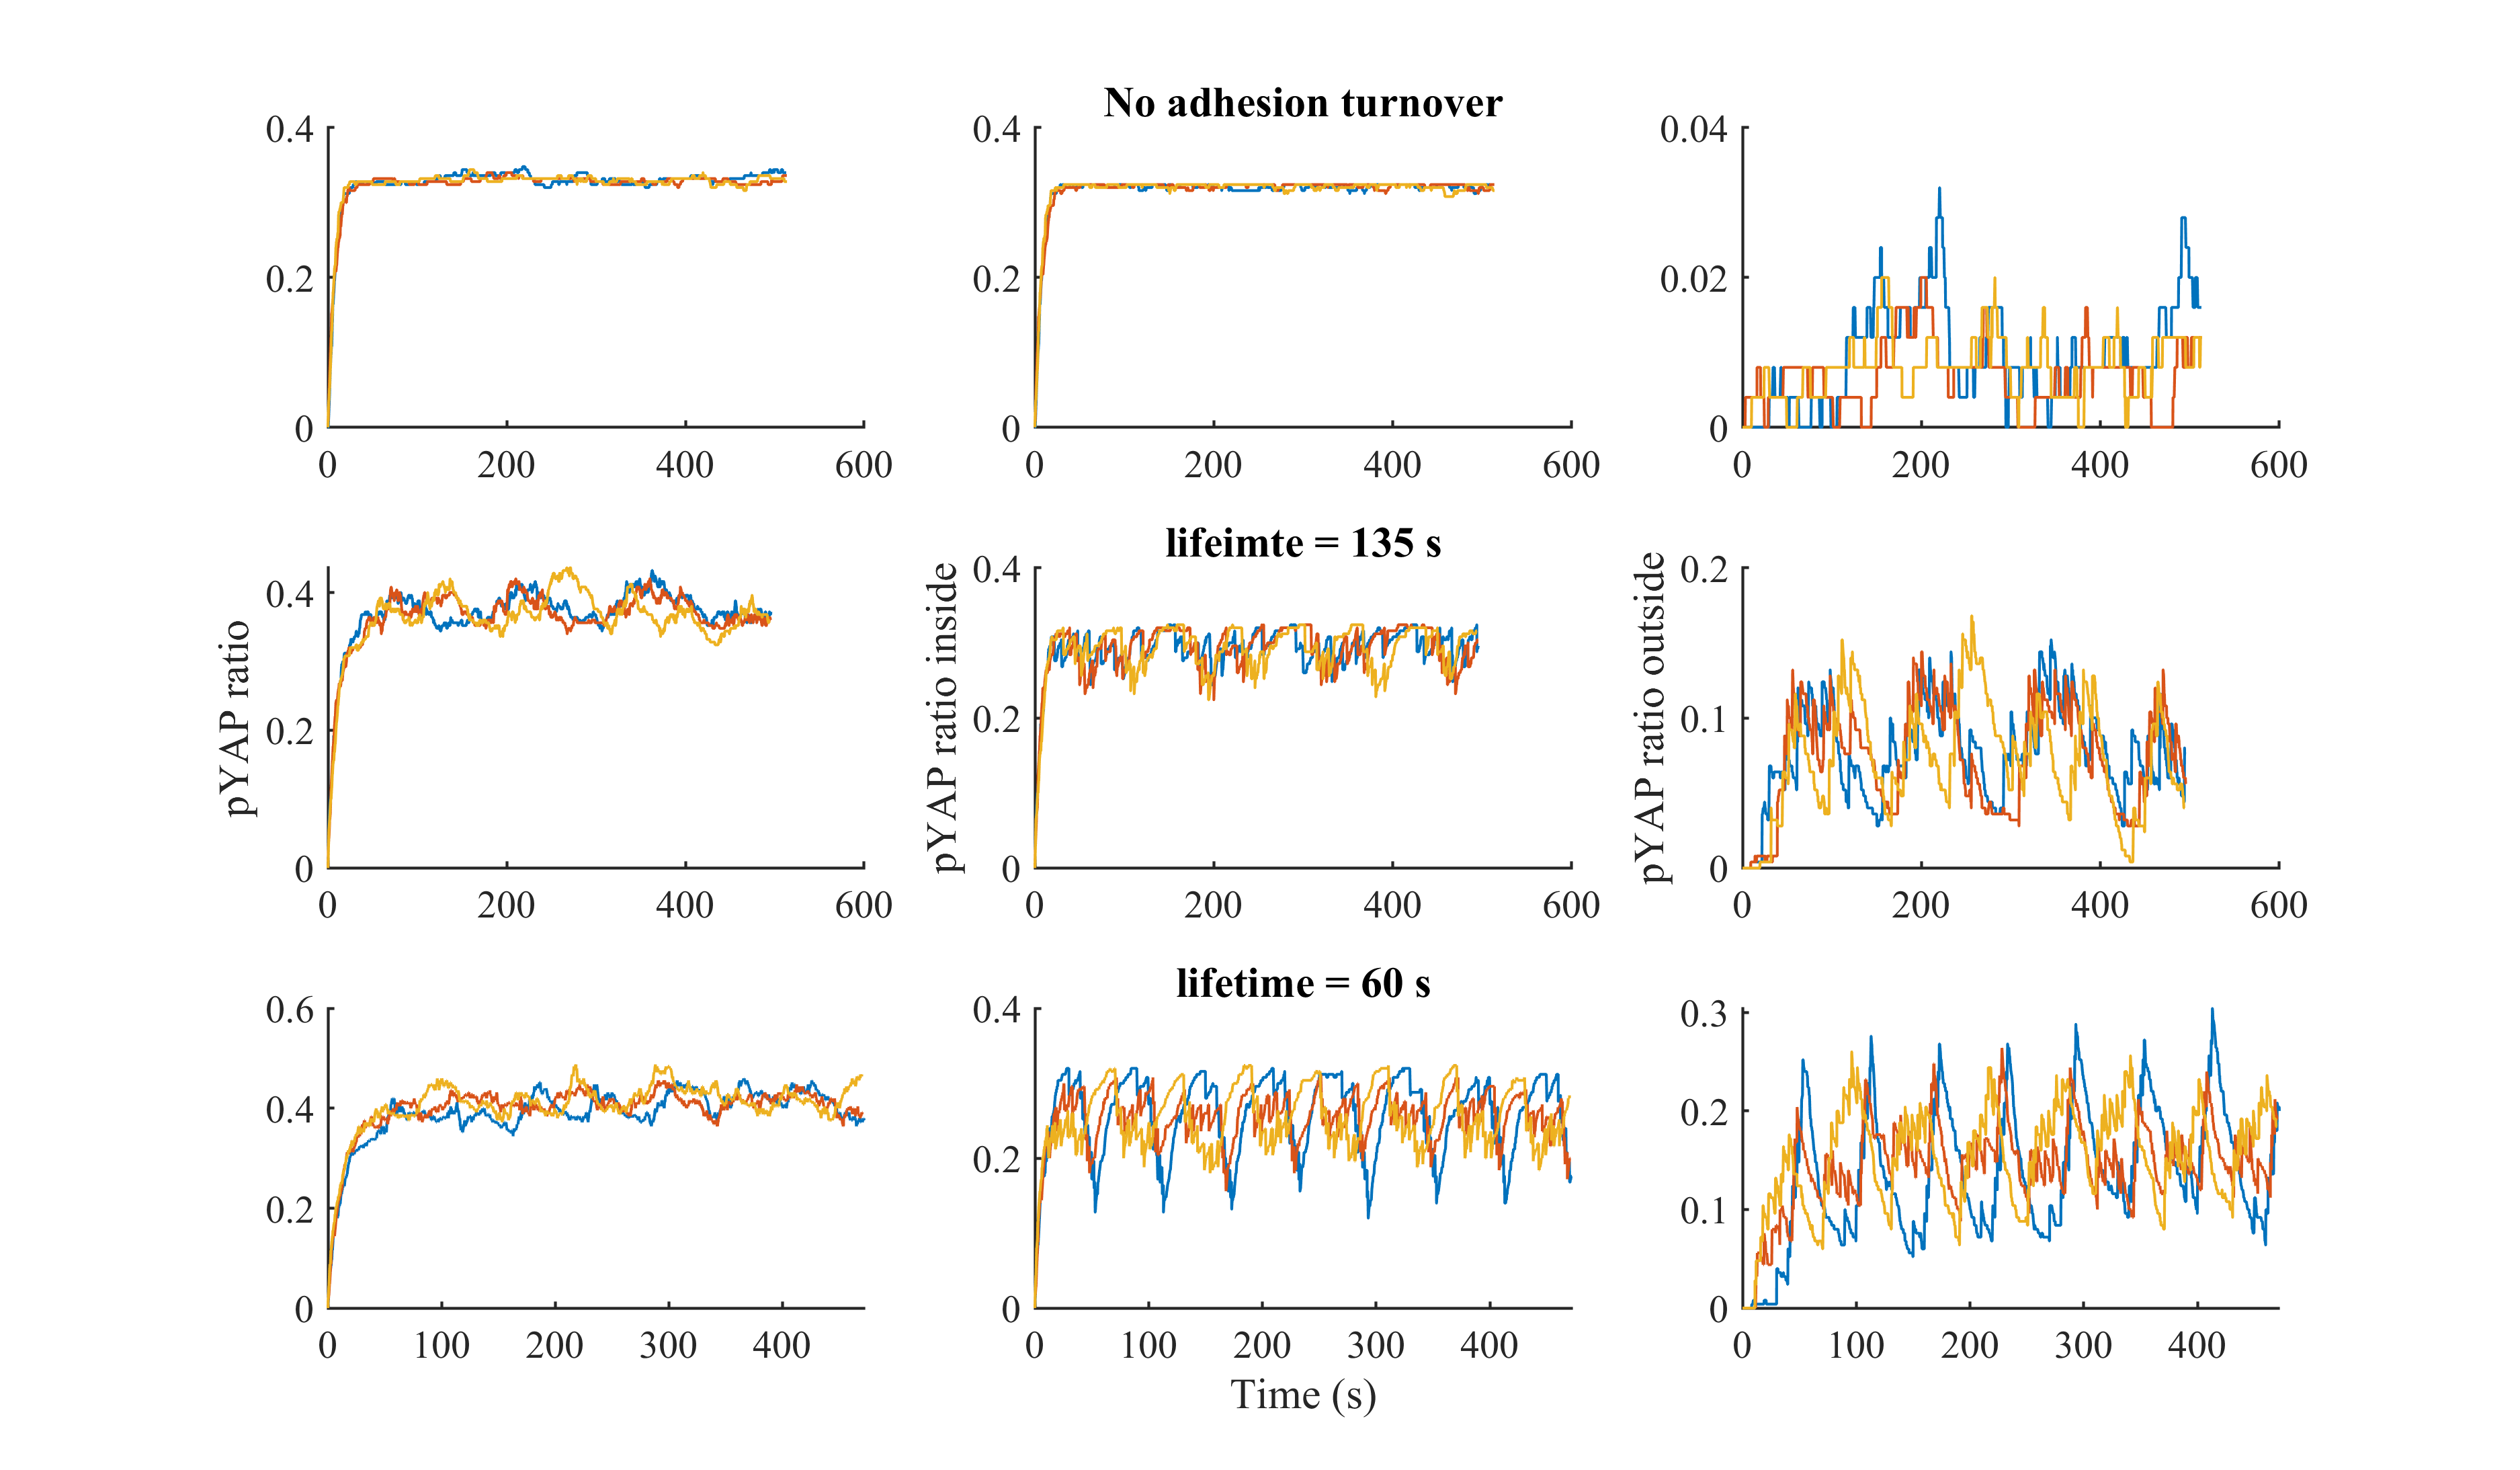 No adhesion turnover
0.4
0.2
0
0 200 400 600
0.4
0.2
0
0 200 400 600
0.04
0.02
0
0 200 400 600
lifeimte = 135 s
pYAP ratio
0.4
0.2
0
0 200 400 600
pYAP ratio inside
0.4
0.2
0
0 200 400 600
pYAP ratio outside
0.2
0.1
0
0 200 400 600
lifetime = 60 s
0.6
0.4
0.2
0
0 100 200 300 400
0.4
0.2
0
0 100 200 300 400
0.3
0.2
0.1
0
0 100 200 300 400
Time (s)